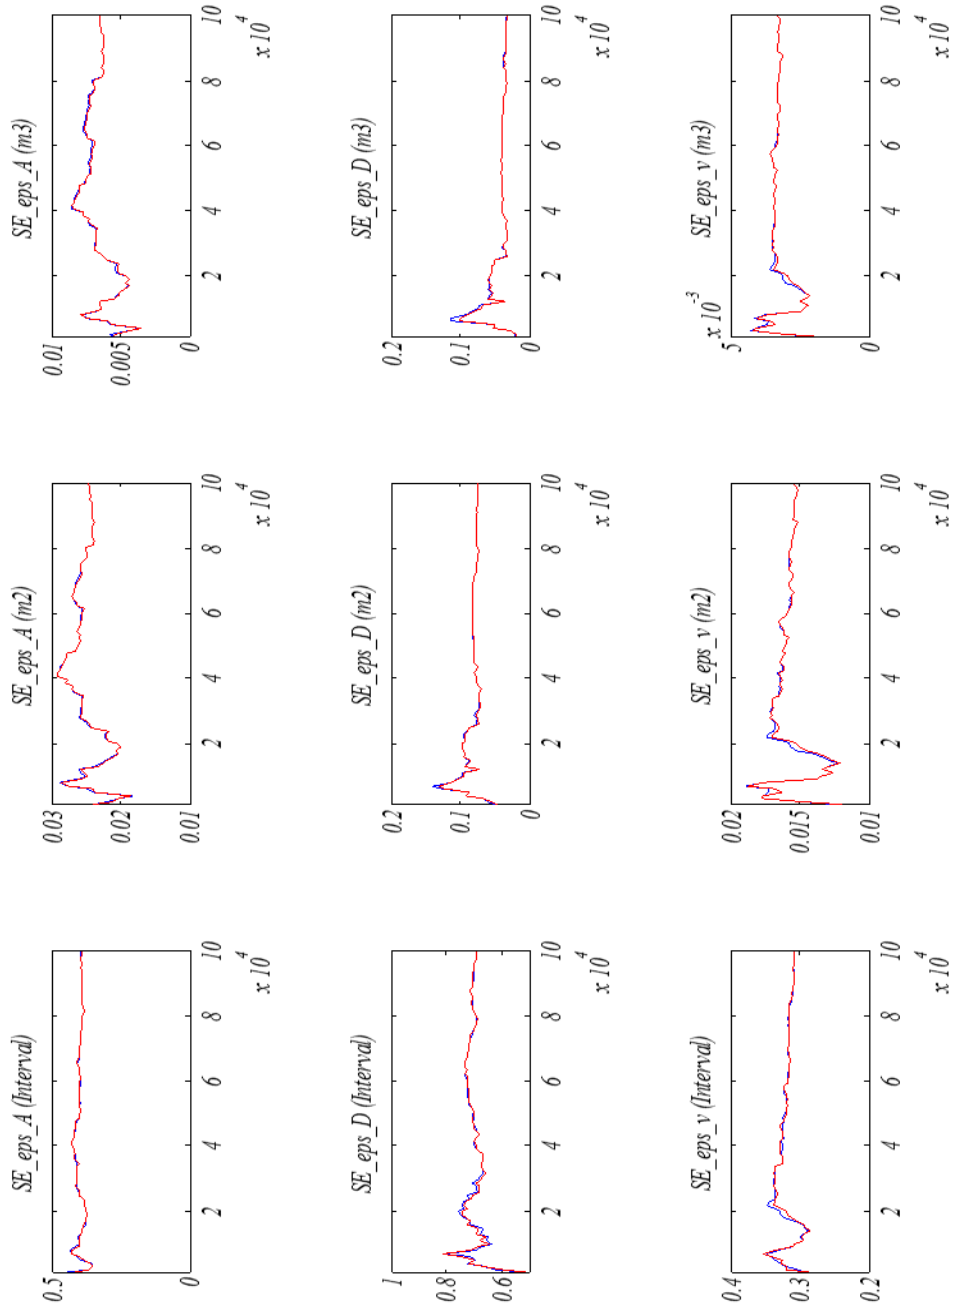 SE_eps_A (Interval)
0.5
0
2 4 6 8 10
x 10^4
SE_eps_A (m2)
0.03
0.02
0.01
2 4 6 8 10
x 10^4
SE_eps_A (m3)
0.01
0.005
0
2 4 6 8 10
x 10^4
SE_eps_D (Interval)
1
0.8
0.6
2 4 6 8 10
x 10^4
SE_eps_D (m2)
0.2
0.1
0
2 4 6 8 10
x 10^4
SE_eps_D (m3)
0.2
0.1
0
2 4 6 8 10
x 10^4
SE_eps_v (Interval)
0.4
0.3
0.2
2 4 6 8 10
x 10^4
SE_eps_v (m2)
0.02
0.015
0.01
2 4 6 8 10
x 10^4
SE_eps_v (m3)
x 10^-3
5
0
2 4 6 8 10
x 10^4